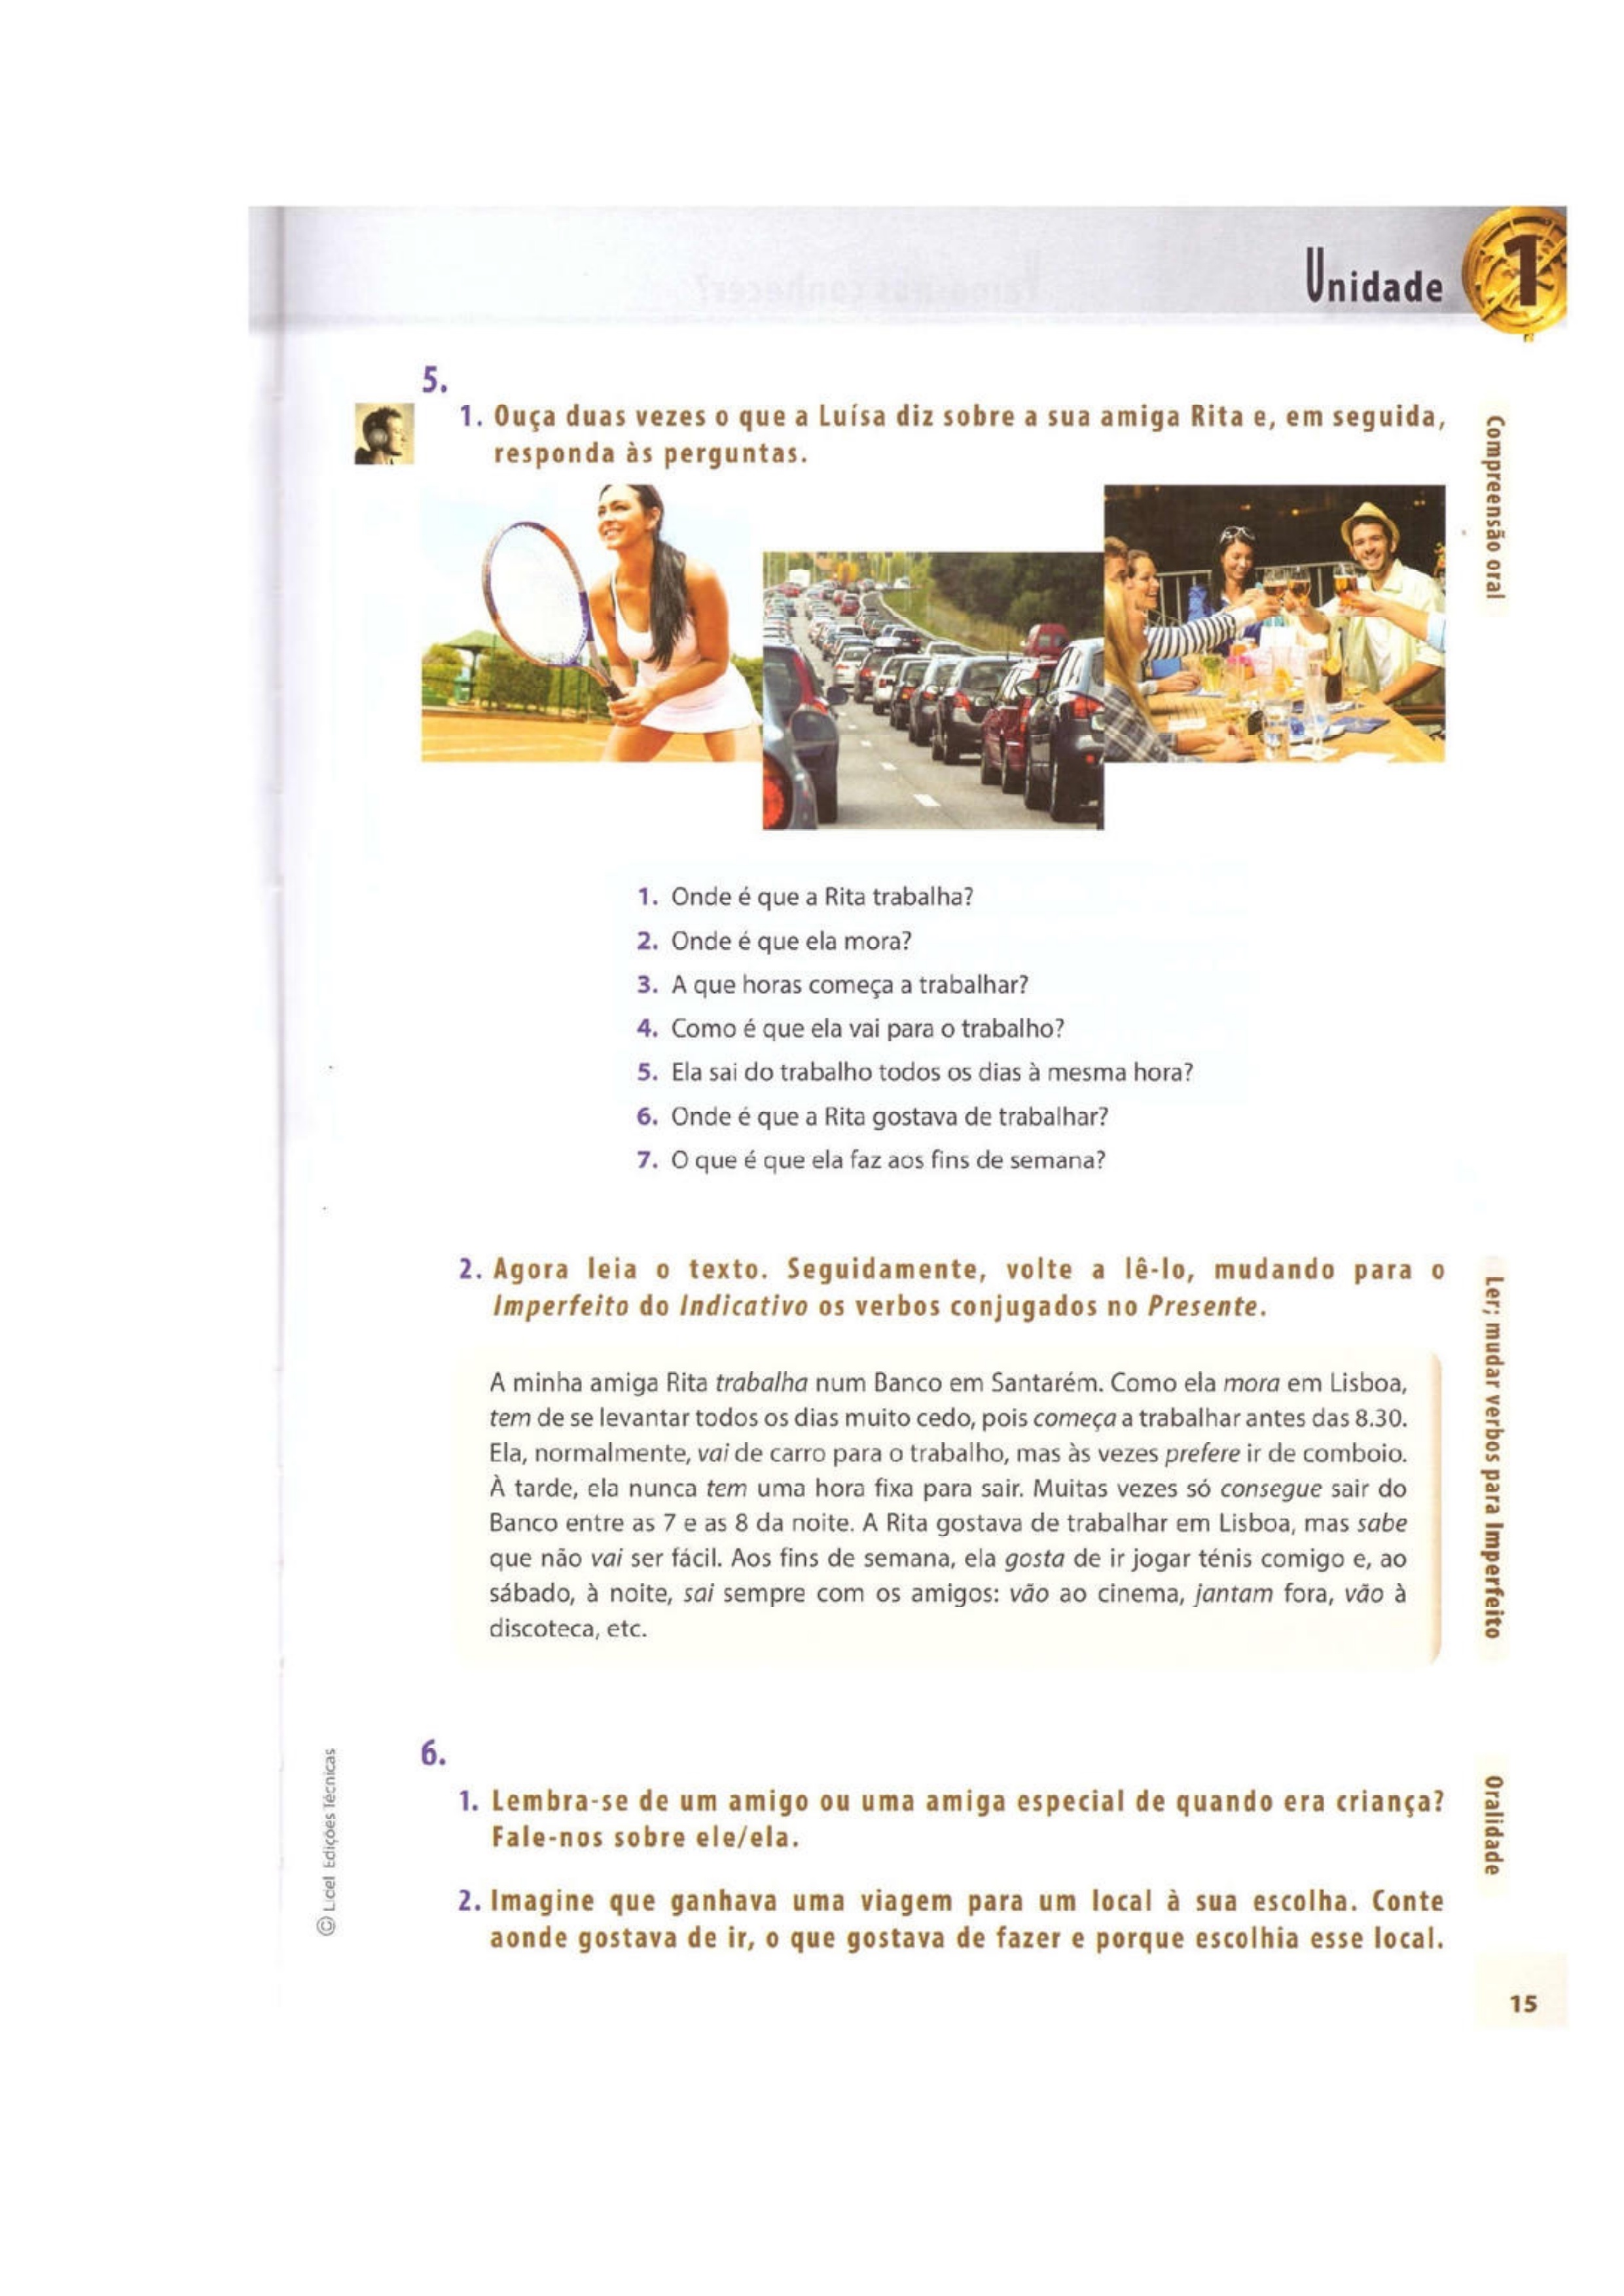 Unidade 1
5.
1. Ouça duas vezes o que a Luísa diz sobre a sua amiga Rita e, em seguida,
responda às perguntas.
Compreensão oral
1. Onde é que a Rita trabalha?
2. Onde é que ela mora?
3. A que horas começa a trabalhar?
4. Como é que ela vai para o trabalho?
5. Ela sai do trabalho todos os dias à mesma hora?
6. Onde é que a Rita gostava de trabalhar?
7. O que é que ela faz aos fins de semana?
2. Agora leia o texto. Seguidamente, volte a lê-lo, mudando para o
Imperfeito do Indicativo os verbos conjugados no Presente.
Ler; mudar verbos para Imperfeito
A minha amiga Rita trabalha num Banco em Santarém. Como ela mora em Lisboa,
tem de se levantar todos os dias muito cedo, pois começa a trabalhar antes das 8.30.
Ela, normalmente, vai de carro para o trabalho, mas às vezes prefere ir de comboio.
À tarde, ela nunca tem uma hora fixa para sair. Muitas vezes só consegue sair do
Banco entre as 7 e as 8 da noite. A Rita gostava de trabalhar em Lisboa, mas sabe
que não vai ser fácil. Aos fins de semana, ela gosta de ir jogar ténis comigo e, ao
sábado, à noite, sai sempre com os amigos: vão ao cinema, jantam fora, vão à
discoteca, etc.
6.
1. Lembra-se de um amigo ou uma amiga especial de quando era criança?
Fale-nos sobre ele/ela.
2. Imagine que ganhava uma viagem para um local à sua escolha. Conte
aonde gostava de ir, o que gostava de fazer e porque escolhia esse local.
Oralidade
© Lidel Edições Técnicas
15